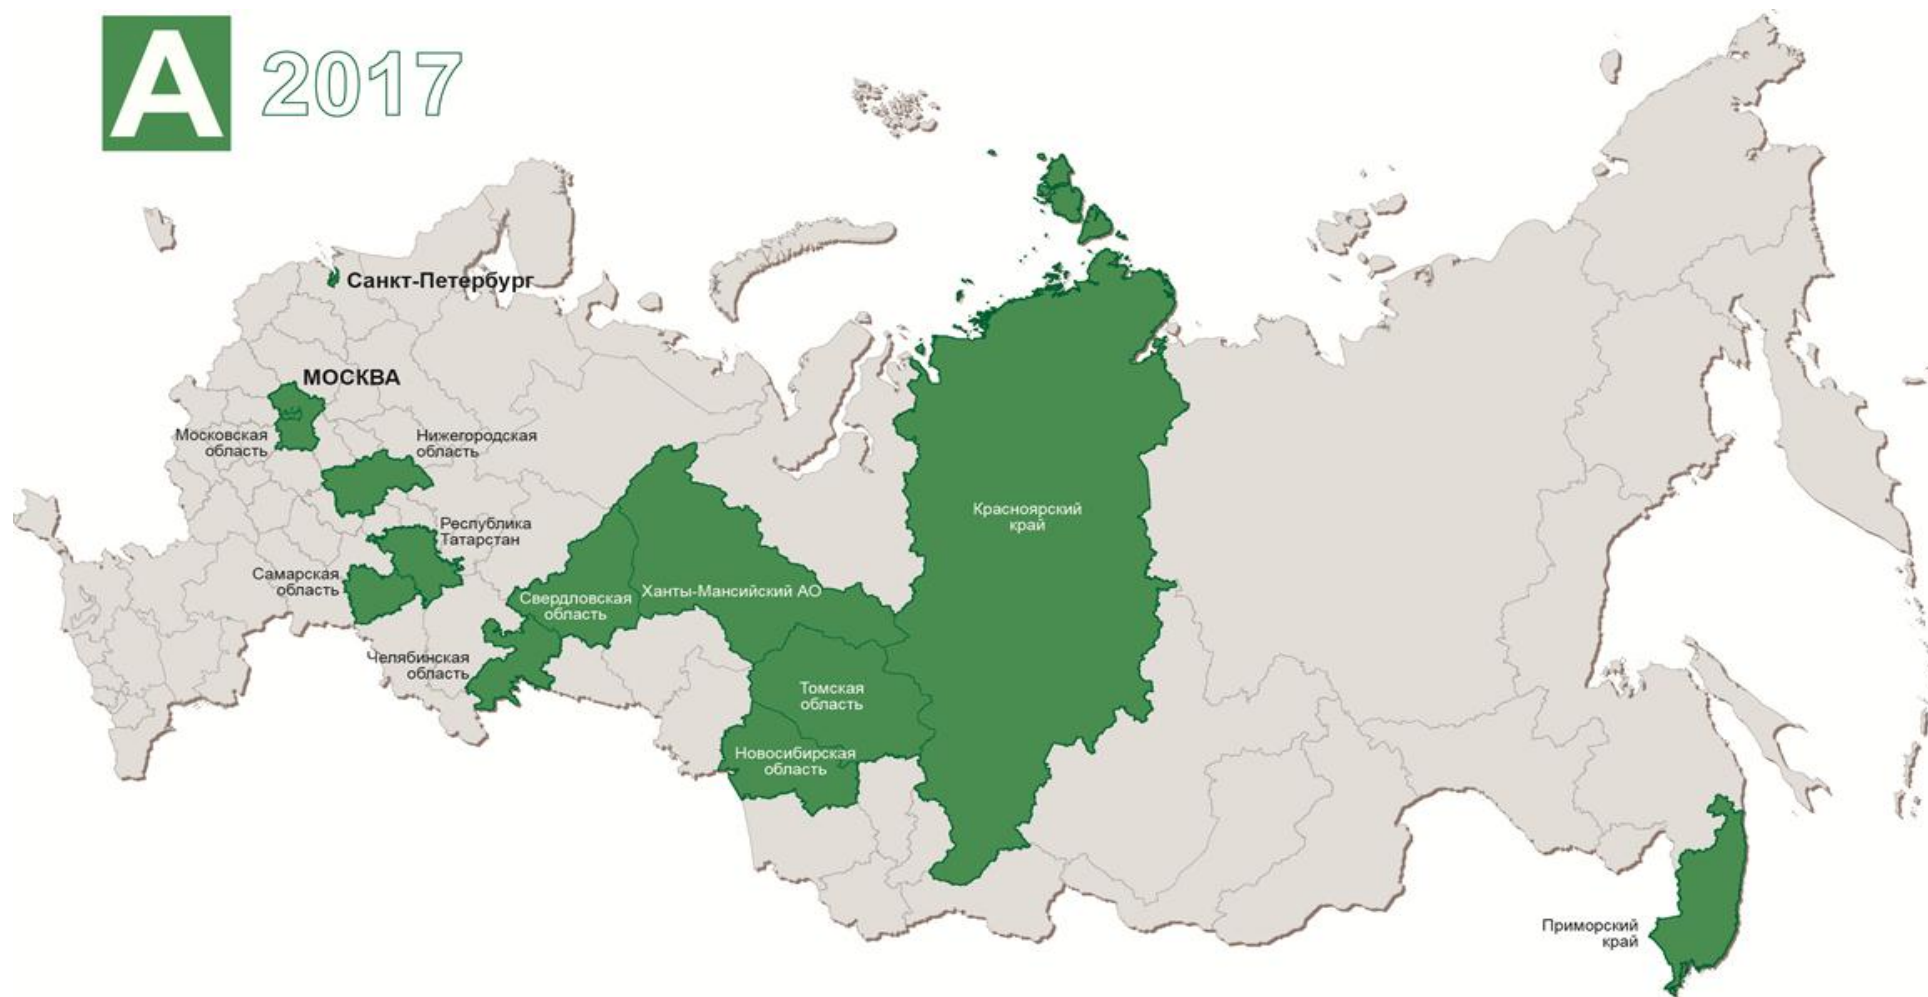 А 2017
Санкт-Петербург
МОСКВА
Московская
область
Нижегородская
область
Республика
Татарстан
Самарская
область
Свердловская
область
Ханты-Мансийский АО
Челябинская
область
Томская
область
Новосибирская
область
Красноярский
край
Приморский
край